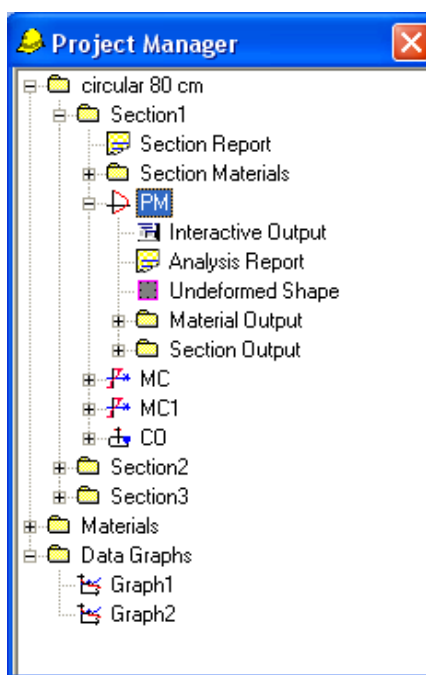 Project Manager
circular 80 cm
Section1
Section Report
Section Materials
PM
Interactive Output
Analysis Report
Undeformed Shape
Material Output
Section Output
MC
MC1
CO
Section2
Section3
Materials
Data Graphs
Graph1
Graph2